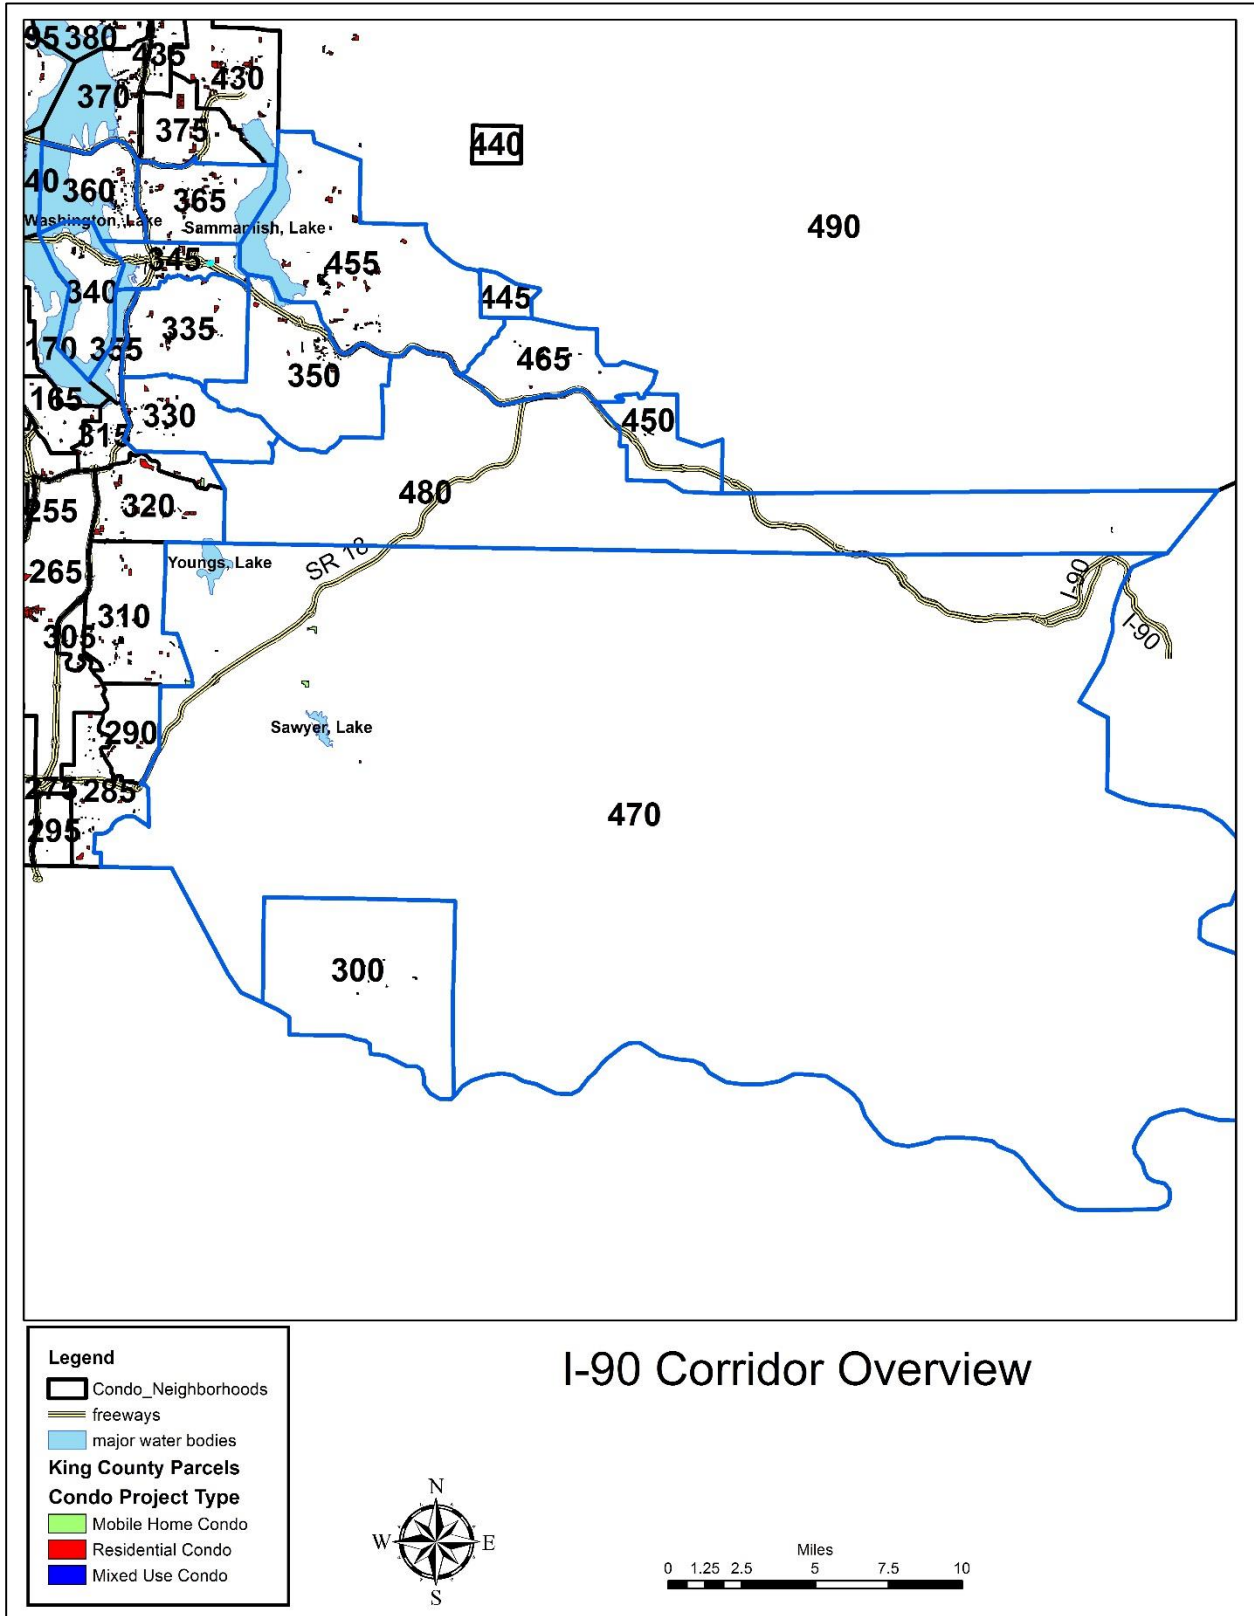 95 380
435
430
370
375
440
40 360
365
490
Washington, Lake
Sammamish, Lake
345
455
340
445
335
170 355
465
350
165
330
450
315
480
255
320
SR 18
Youngs, Lake
265
I-90
310
305
I-90
Sawyer, Lake
290
275
285
470
295
300
Legend
Condo_Neighborhoods
freeways
major water bodies
King County Parcels
Condo Project Type
Mobile Home Condo
Residential Condo
Mixed Use Condo
I-90 Corridor Overview
N
W E
S
Miles
0 1.25 2.5 5 7.5 10